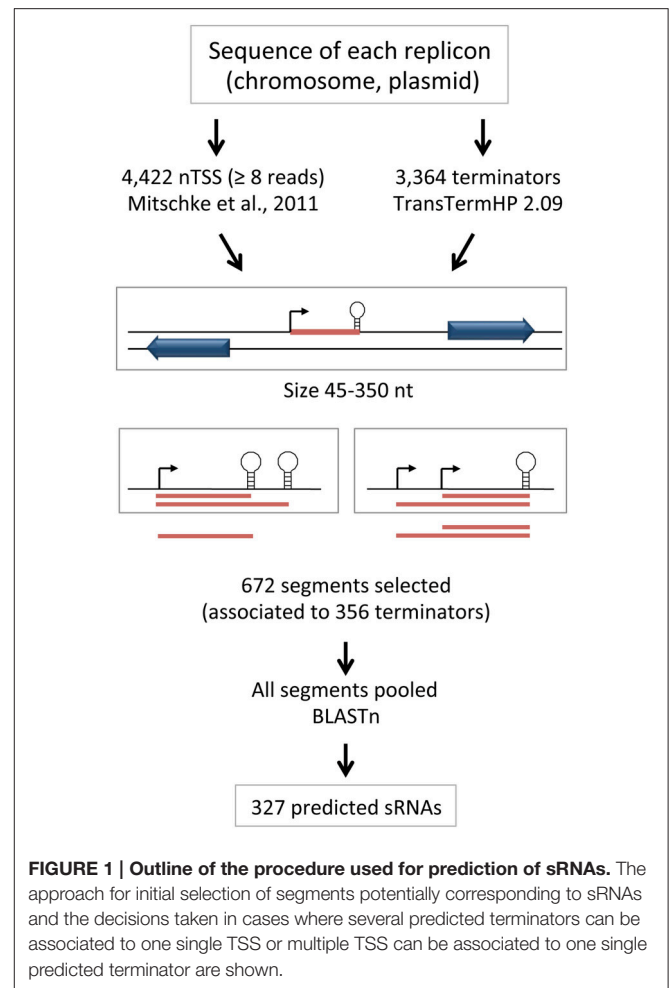 Sequence of each replicon
(chromosome, plasmid)
4,422 nTSS (≥ 8 reads)
Mitschke et al., 2011
3,364 terminators
TransTermHP 2.09
Size 45-350 nt
672 segments selected
(associated to 356 terminators)
All segments pooled
BLASTn
327 predicted sRNAs
FIGURE 1 | Outline of the procedure used for prediction of sRNAs. The
approach for initial selection of segments potentially corresponding to sRNAs
and the decisions taken in cases where several predicted terminators can be
associated to one single TSS or multiple TSS can be associated to one single
predicted terminator are shown.